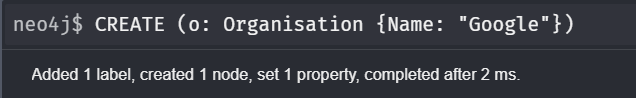 neo4j$ CREATE (o: Organisation {Name: "Google"})
Added 1 label, created 1 node, set 1 property, completed after 2 ms.